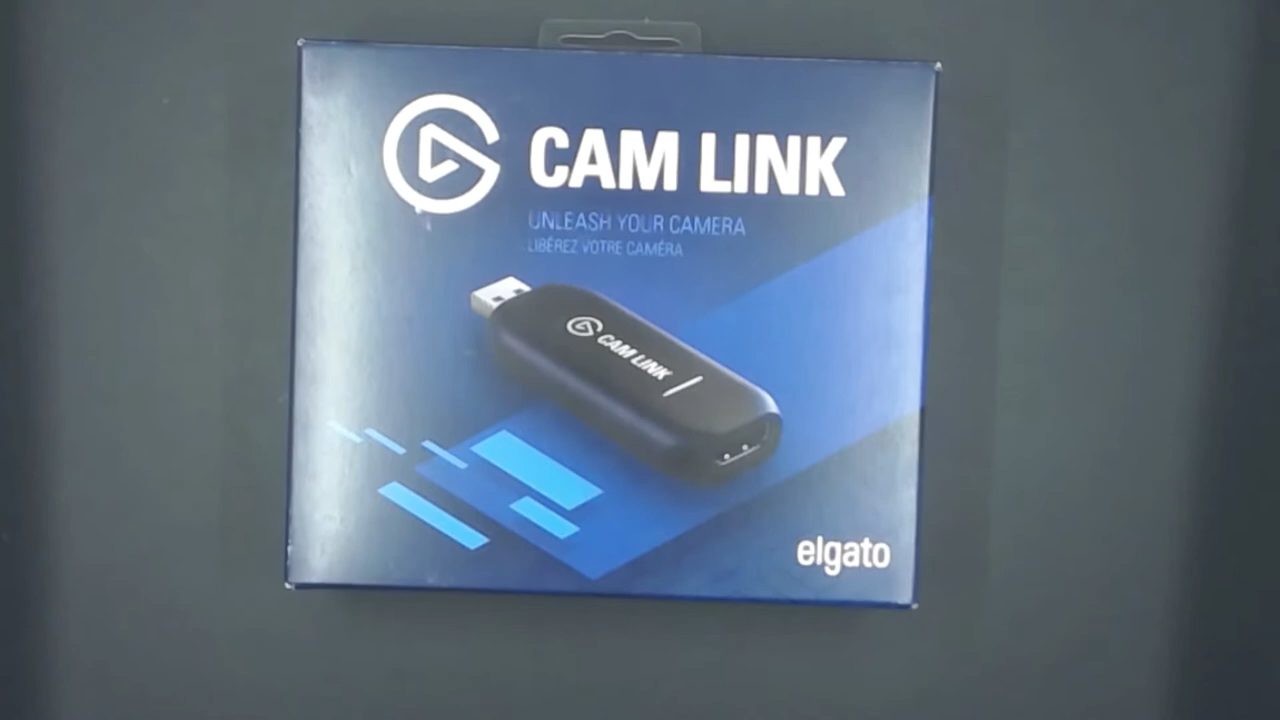 CAM LINK
UNLEASH YOUR CAMERA
LIBÉREZ VOTRE CAMÉRA
CAM LINK
elgato